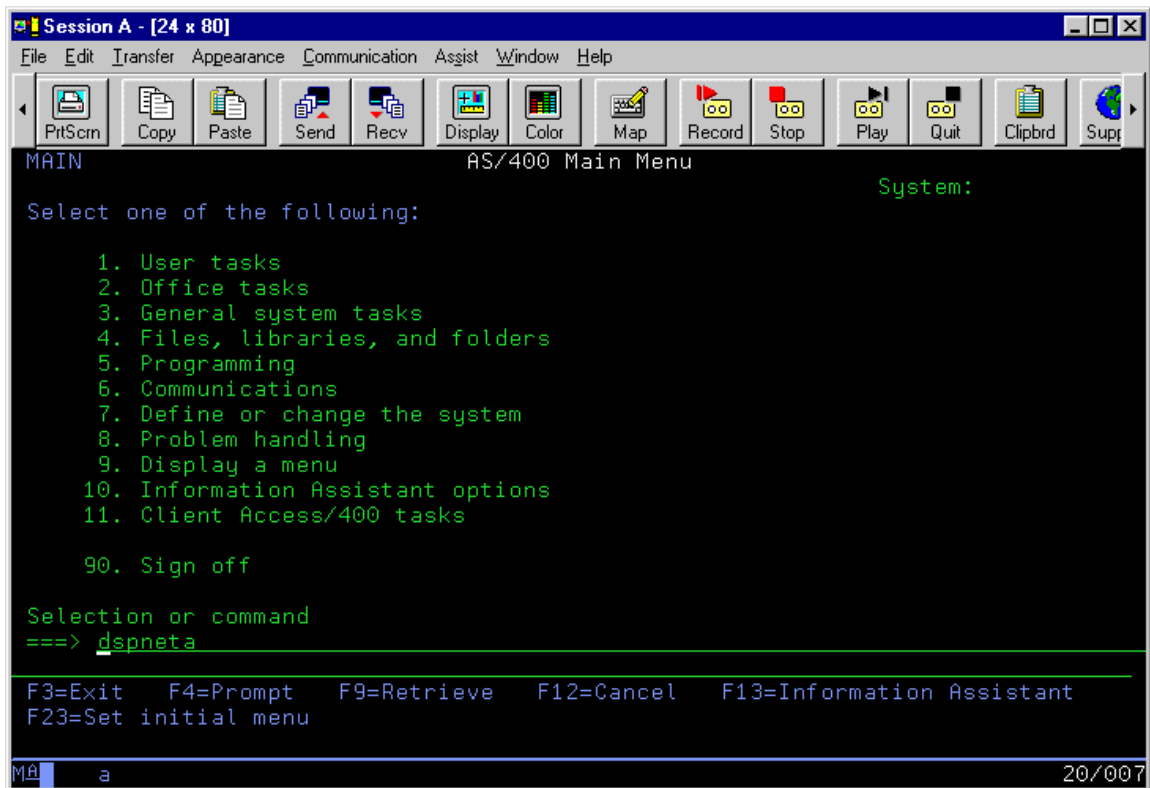 Session A - [24 x 80]
File Edit Transfer Appearance Communication Assist Window Help
PrtScrn Copy Paste Send Recv Display Color Map Record Stop Play Quit Clipbrd Supp
MAIN AS/400 Main Menu
System:
Select one of the following:
1. User tasks
2. Office tasks
3. General system tasks
4. Files, libraries, and folders
5. Programming
6. Communications
7. Define or change the system
8. Problem handling
9. Display a menu
10. Information Assistant options
11. Client Access/400 tasks
90. Sign off
Selection or command
===> dspneta
F3=Exit F4=Prompt F9=Retrieve F12=Cancel F13=Information Assistant
F23=Set initial menu
MA a 20/007